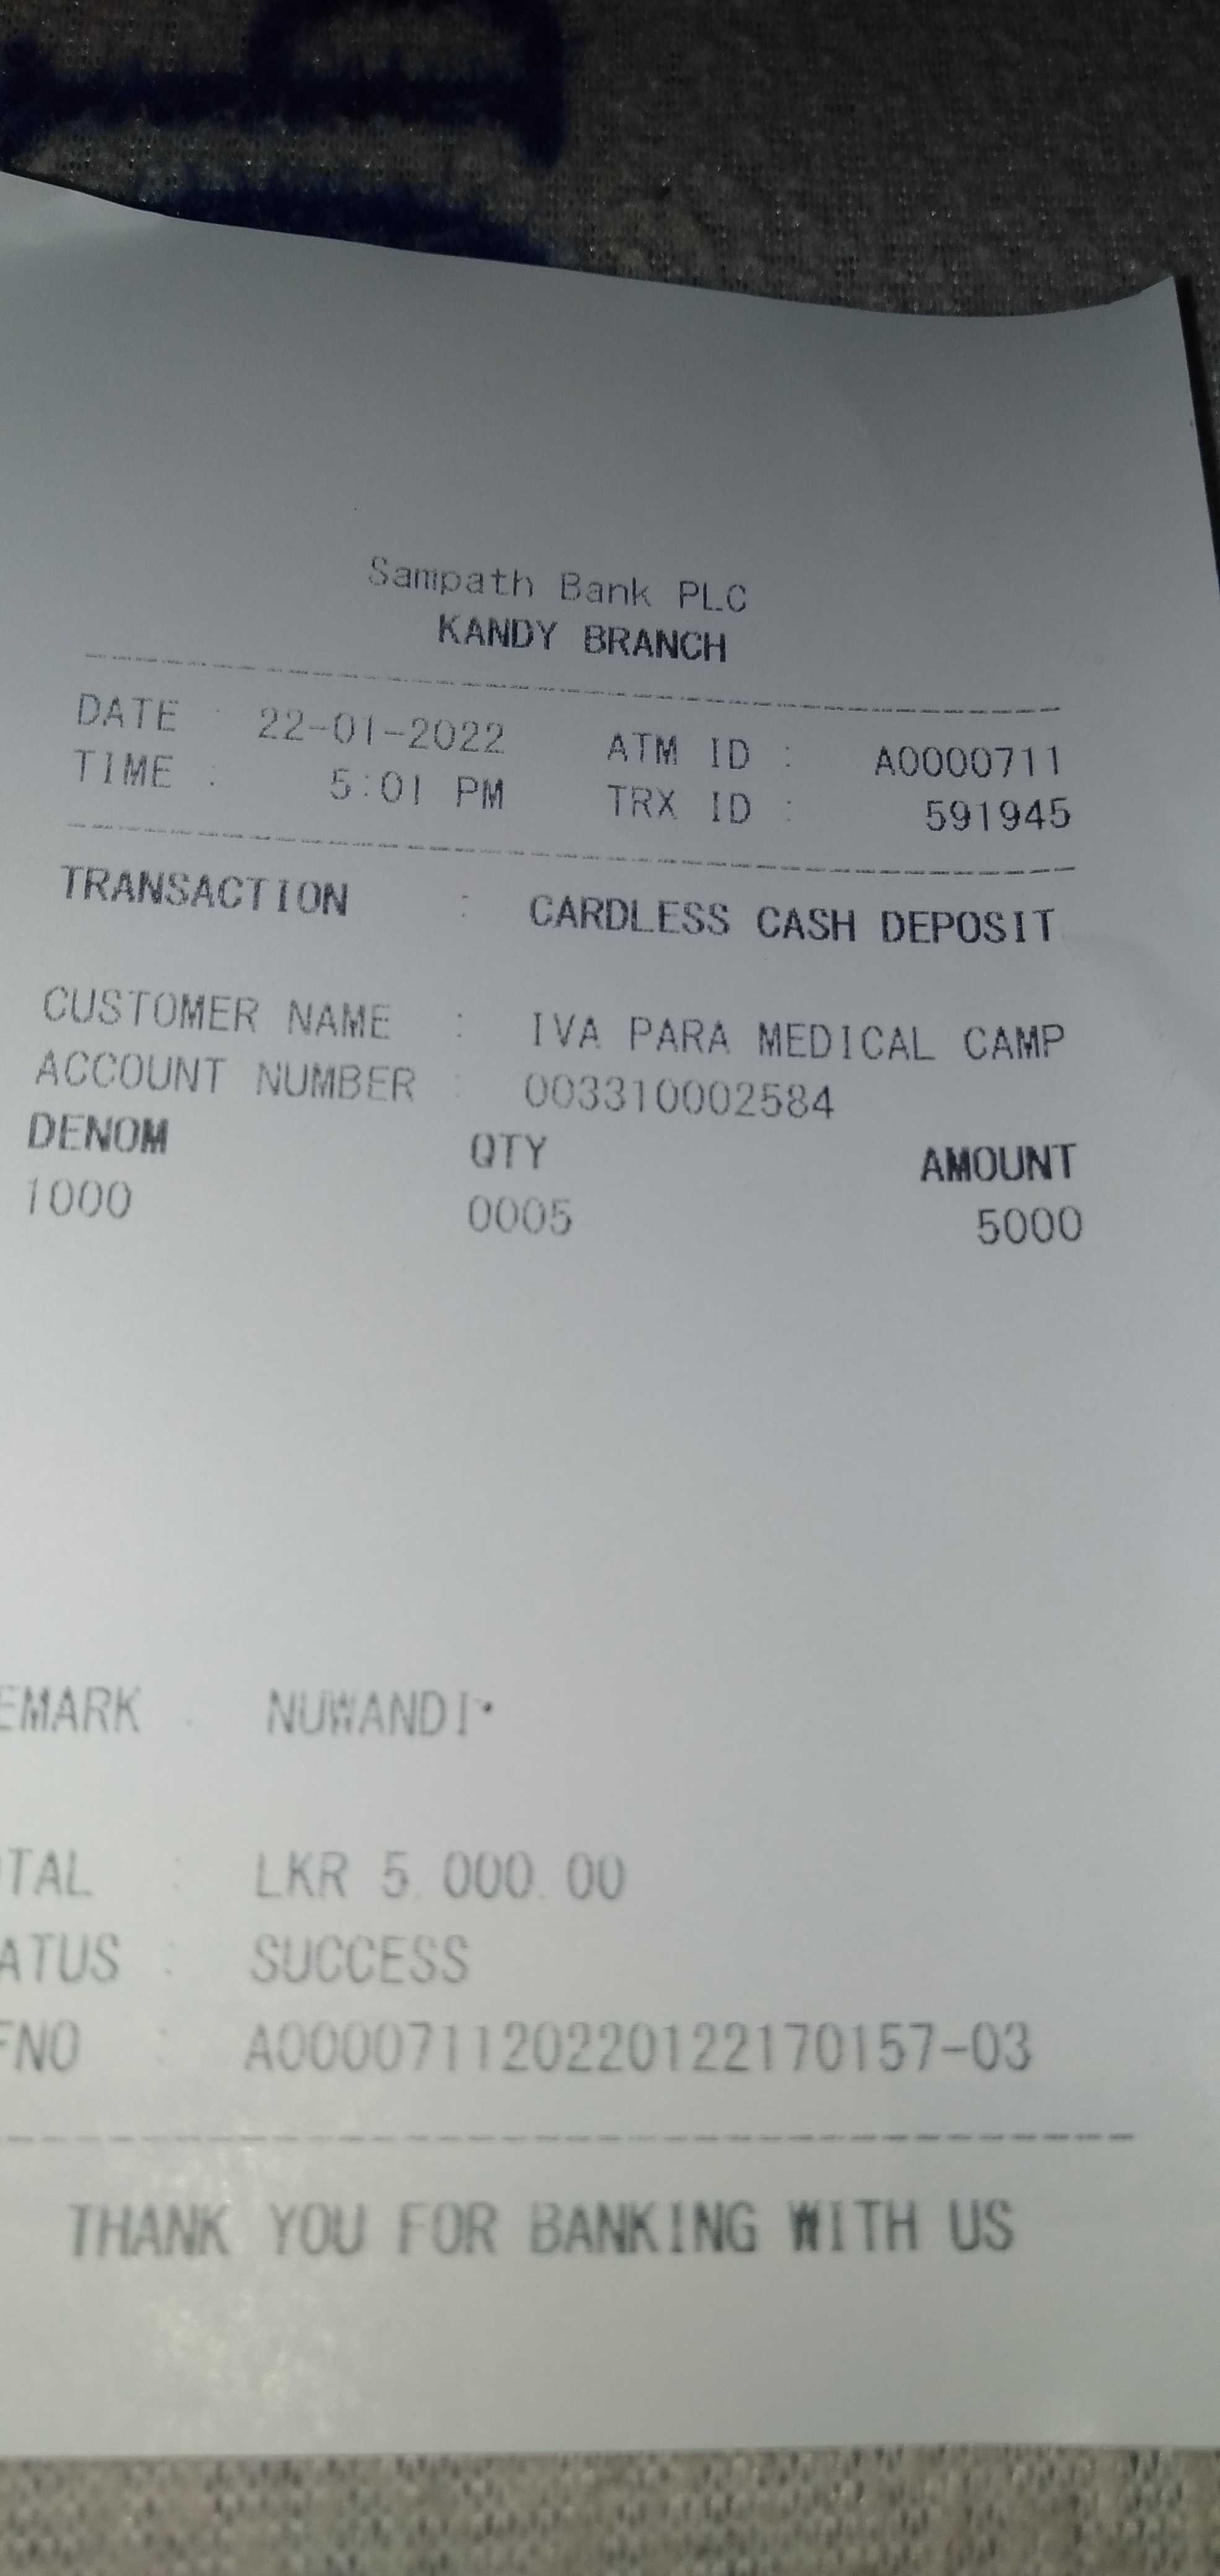 Sampath Bank PLC
KANDY BRANCH
DATE : 22-01-2022 ATM ID : A0000711
TIME : 5:01 PM TRX ID : 591945
TRANSACTION : CARDLESS CASH DEPOSIT
CUSTOMER NAME : IVA PARA MEDICAL CAMP
ACCOUNT NUMBER : 003310002584
DENOM QTY AMOUNT
1000 0005 5000
EMARK : NUWANDI
TAL : LKR 5,000.00
ATUS : SUCCESS
FNO : A00007112022012217​0157-03
THANK YOU FOR BANKING WITH US